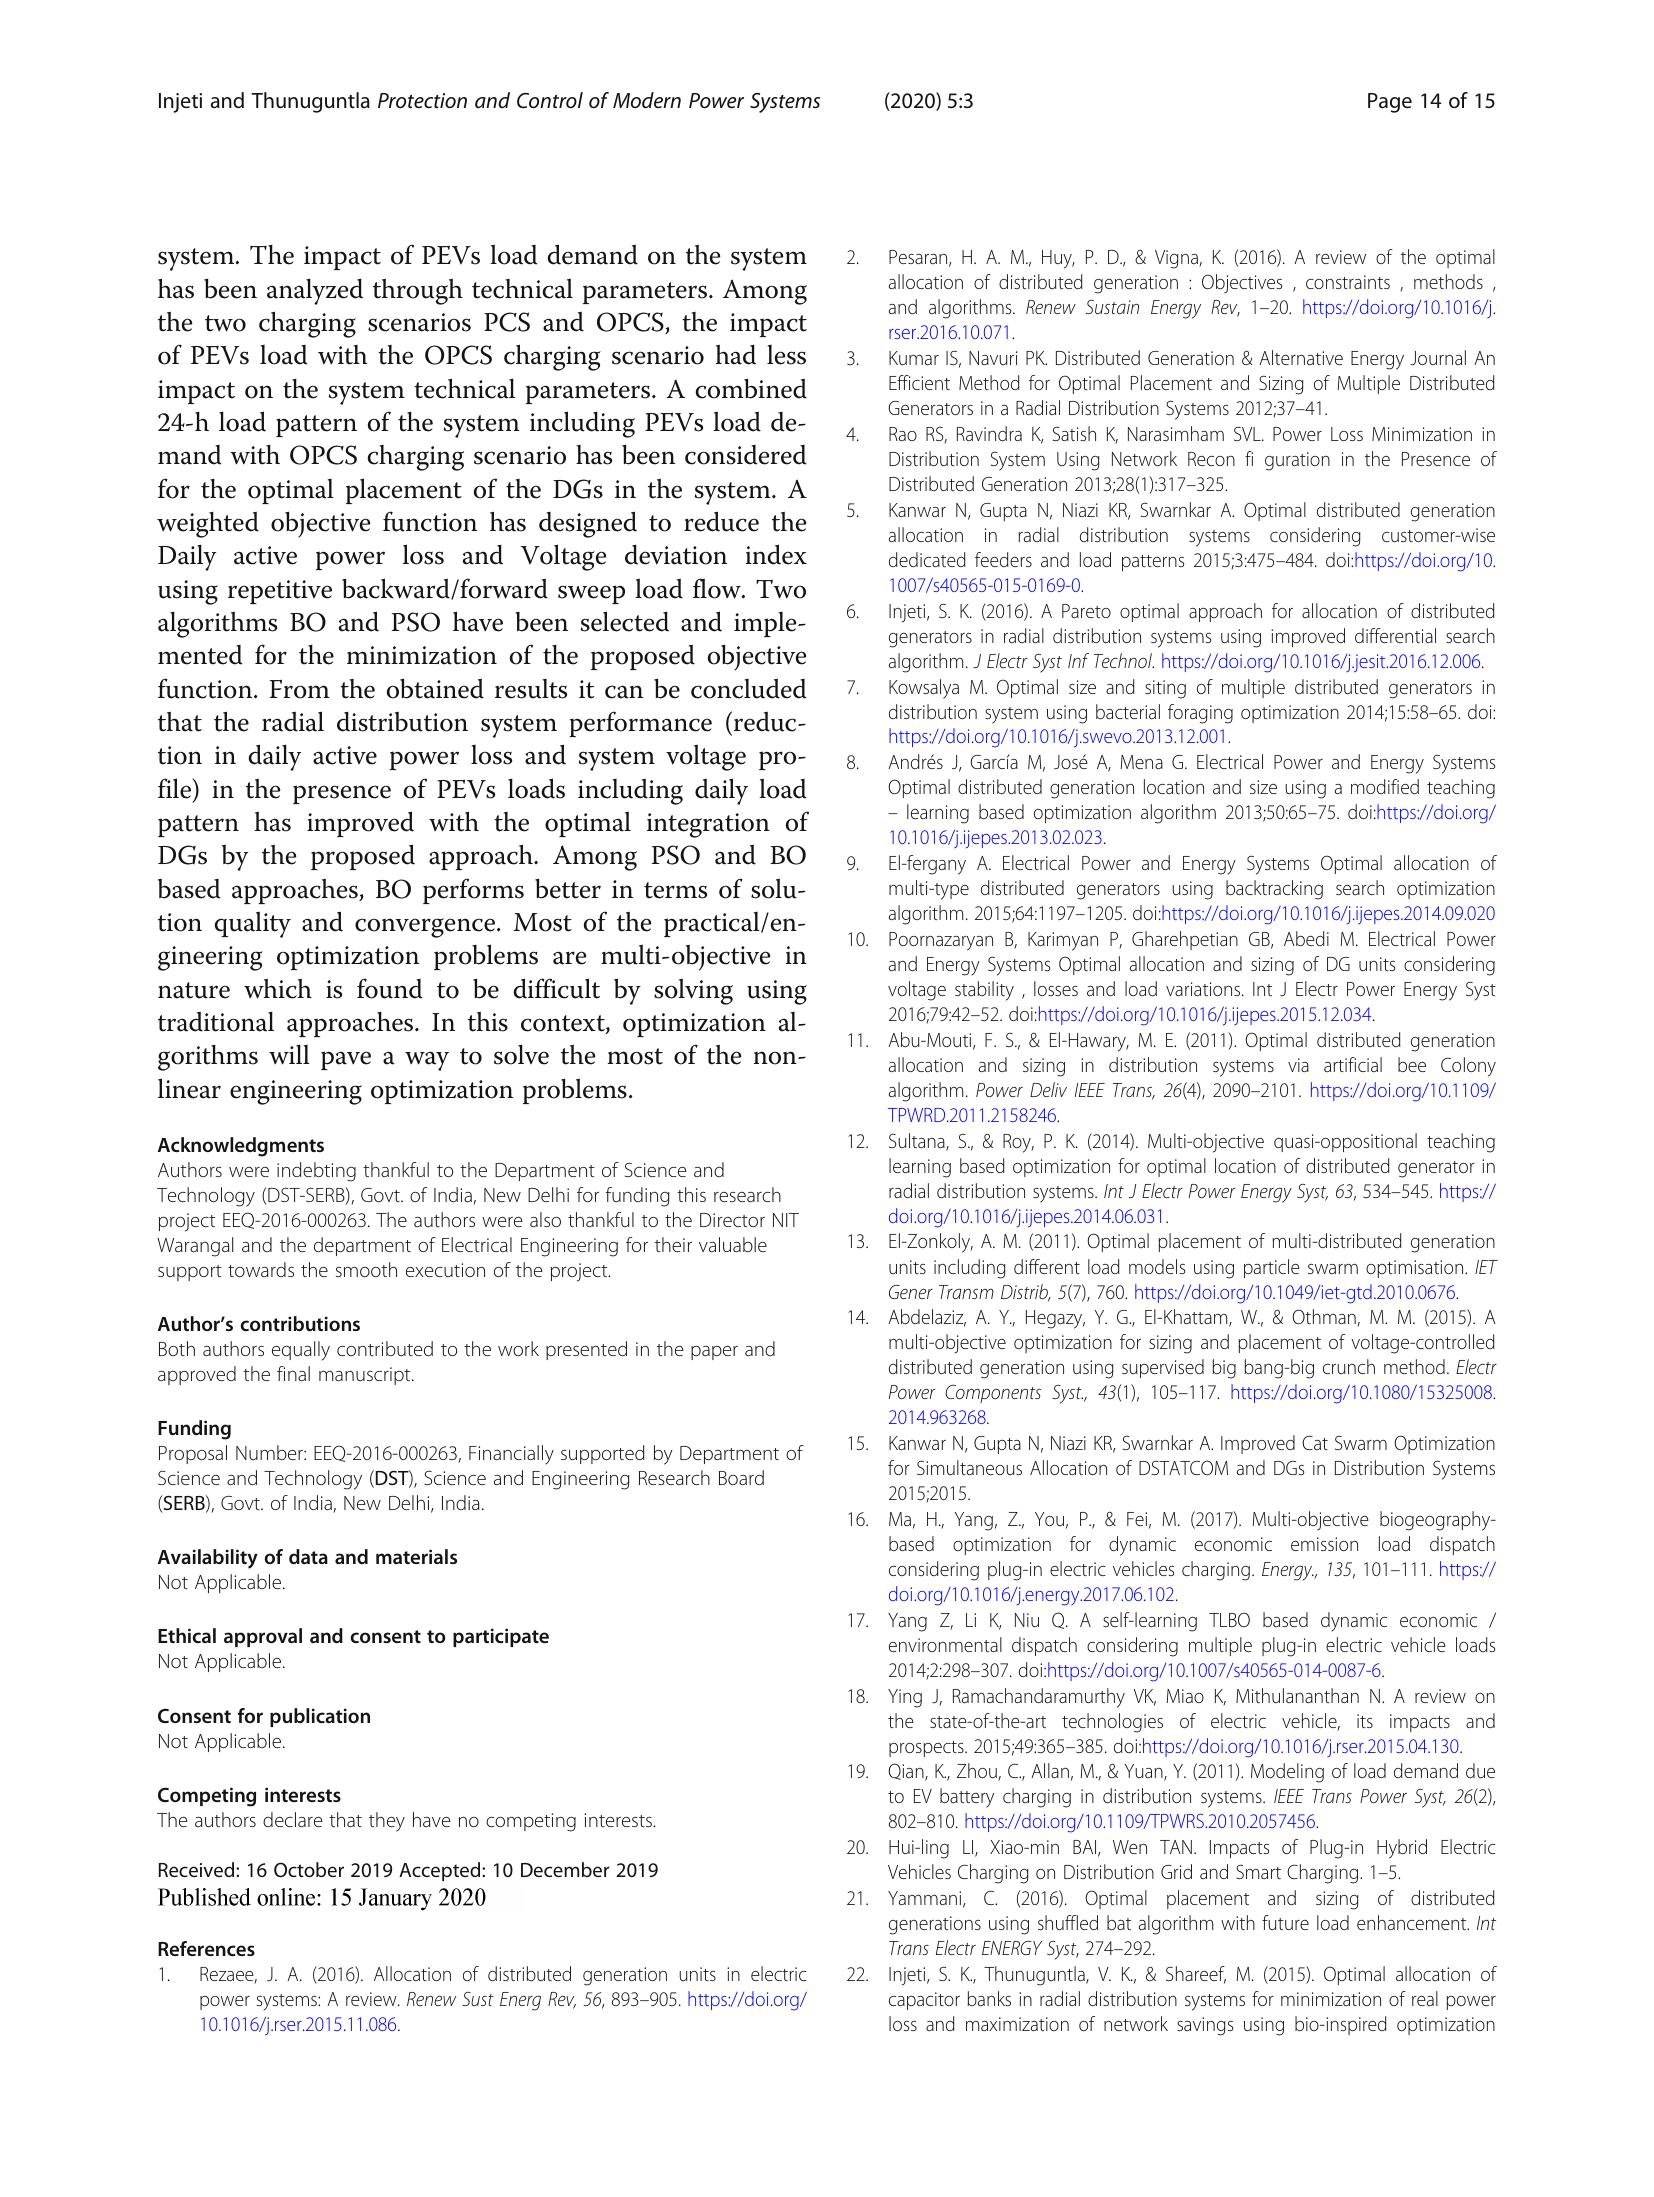 Injeti and Thunuguntla Protection and Control of Modern Power Systems (2020) 5:3 Page 14 of 15
system. The impact of PEVs load demand on the system
has been analyzed through technical parameters. Among
the two charging scenarios PCS and OPCS, the impact
of PEVs load with the OPCS charging scenario had less
impact on the system technical parameters. A combined
24-h load pattern of the system including PEVs load de-
mand with OPCS charging scenario has been considered
for the optimal placement of the DGs in the system. A
weighted objective function has designed to reduce the
Daily active power loss and Voltage deviation index
using repetitive backward/forward sweep load flow. Two
algorithms BO and PSO have been selected and imple-
mented for the minimization of the proposed objective
function. From the obtained results it can be concluded
that the radial distribution system performance (reduc-
tion in daily active power loss and system voltage pro-
file) in the presence of PEVs loads including daily load
pattern has improved with the optimal integration of
DGs by the proposed approach. Among PSO and BO
based approaches, BO performs better in terms of solu-
tion quality and convergence. Most of the practical/en-
gineering optimization problems are multi-objective in
nature which is found to be difficult by solving using
traditional approaches. In this context, optimization al-
gorithms will pave a way to solve the most of the non-
linear engineering optimization problems.
Acknowledgments
Authors were indebting thankful to the Department of Science and
Technology (DST-SERB), Govt. of India, New Delhi for funding this research
project EEQ-2016-000263. The authors were also thankful to the Director NIT
Warangal and the department of Electrical Engineering for their valuable
support towards the smooth execution of the project.
Author's contributions
Both authors equally contributed to the work presented in the paper and
approved the final manuscript.
Funding
Proposal Number: EEQ-2016-000263, Financially supported by Department of
Science and Technology (DST), Science and Engineering Research Board
(SERB), Govt. of India, New Delhi, India.
Availability of data and materials
Not Applicable.
Ethical approval and consent to participate
Not Applicable.
Consent for publication
Not Applicable.
Competing interests
The authors declare that they have no competing interests.
Received: 16 October 2019 Accepted: 10 December 2019
Published online: 15 January 2020
References
1. Rezaee, J. A. (2016). Allocation of distributed generation units in electric
power systems: A review. Renew Sust Energ Rev, 56, 893–905. https://doi.org/
10.1016/j.rser.2015.11.086.
2. Pesaran, H. A. M., Huy, P. D., & Vigna, K. (2016). A review of the optimal
allocation of distributed generation : Objectives , constraints , methods ,
and algorithms. Renew Sustain Energy Rev, 1–20. https://doi.org/10.1016/j.
rser.2016.10.071.
3. Kumar IS, Navuri PK. Distributed Generation & Alternative Energy Journal An
Efficient Method for Optimal Placement and Sizing of Multiple Distributed
Generators in a Radial Distribution Systems 2012;37–41.
4. Rao RS, Ravindra K, Satish K, Narasimham SVL. Power Loss Minimization in
Distribution System Using Network Recon fi guration in the Presence of
Distributed Generation 2013;28(1):317–325.
5. Kanwar N, Gupta N, Niazi KR, Swarnkar A. Optimal distributed generation
allocation in radial distribution systems considering customer-wise
dedicated feeders and load patterns 2015;3:475–484. doi:https://doi.org/10.
1007/s40565-015-0169-0.
6. Injeti, S. K. (2016). A Pareto optimal approach for allocation of distributed
generators in radial distribution systems using improved differential search
algorithm. J Electr Syst Inf Technol. https://doi.org/10.1016/j.jesit.2016.12.006.
7. Kowsalya M. Optimal size and siting of multiple distributed generators in
distribution system using bacterial foraging optimization 2014;15:58–65. doi:
https://doi.org/10.1016/j.swevo.2013.12.001.
8. Andrés J, García M, José A, Mena G. Electrical Power and Energy Systems
Optimal distributed generation location and size using a modified teaching
– learning based optimization algorithm 2013;50:65–75. doi:https://doi.org/
10.1016/j.ijepes.2013.02.023.
9. El-fergany A. Electrical Power and Energy Systems Optimal allocation of
multi-type distributed generators using backtracking search optimization
algorithm. 2015;64:1197–1205. doi:https://doi.org/10.1016/j.ijepes.2014.09.020
10. Poornazaryan B, Karimyan P, Gharehpetian GB, Abedi M. Electrical Power
and Energy Systems Optimal allocation and sizing of DG units considering
voltage stability , losses and load variations. Int J Electr Power Energy Syst
2016;79:42–52. doi:https://doi.org/10.1016/j.ijepes.2015.12.034.
11. Abu-Mouti, F. S., & El-Hawary, M. E. (2011). Optimal distributed generation
allocation and sizing in distribution systems via artificial bee Colony
algorithm. Power Deliv IEEE Trans, 26(4), 2090–2101. https://doi.org/10.1109/
TPWRD.2011.2158246.
12. Sultana, S., & Roy, P. K. (2014). Multi-objective quasi-oppositional teaching
learning based optimization for optimal location of distributed generator in
radial distribution systems. Int J Electr Power Energy Syst, 63, 534–545. https://
doi.org/10.1016/j.ijepes.2014.06.031.
13. El-Zonkoly, A. M. (2011). Optimal placement of multi-distributed generation
units including different load models using particle swarm optimisation. IET
Gener Transm Distrib, 5(7), 760. https://doi.org/10.1049/iet-gtd.2010.0676.
14. Abdelaziz, A. Y., Hegazy, Y. G., El-Khattam, W., & Othman, M. M. (2015). A
multi-objective optimization for sizing and placement of voltage-controlled
distributed generation using supervised big bang-big crunch method. Electr
Power Components Syst., 43(1), 105–117. https://doi.org/10.1080/15325008.
2014.963268.
15. Kanwar N, Gupta N, Niazi KR, Swarnkar A. Improved Cat Swarm Optimization
for Simultaneous Allocation of DSTATCOM and DGs in Distribution Systems
2015;2015.
16. Ma, H., Yang, Z., You, P., & Fei, M. (2017). Multi-objective biogeography-
based optimization for dynamic economic emission load dispatch
considering plug-in electric vehicles charging. Energy., 135, 101–111. https://
doi.org/10.1016/j.energy.2017.06.102.
17. Yang Z, Li K, Niu Q. A self-learning TLBO based dynamic economic /
environmental dispatch considering multiple plug-in electric vehicle loads
2014;2:298–307. doi:https://doi.org/10.1007/s40565-014-0087-6.
18. Ying J, Ramachandaramurthy VK, Miao K, Mithulananthan N. A review on
the state-of-the-art technologies of electric vehicle, its impacts and
prospects. 2015;49:365–385. doi:https://doi.org/10.1016/j.rser.2015.04.130.
19. Qian, K., Zhou, C., Allan, M., & Yuan, Y. (2011). Modeling of load demand due
to EV battery charging in distribution systems. IEEE Trans Power Syst, 26(2),
802–810. https://doi.org/10.1109/TPWRS.2010.2057456.
20. Hui-ling LI, Xiao-min BAI, Wen TAN. Impacts of Plug-in Hybrid Electric
Vehicles Charging on Distribution Grid and Smart Charging. 1–5.
21. Yammani, C. (2016). Optimal placement and sizing of distributed
generations using shuffled bat algorithm with future load enhancement. Int
Trans Electr ENERGY Syst, 274–292.
22. Injeti, S. K., Thunuguntla, V. K., & Shareef, M. (2015). Optimal allocation of
capacitor banks in radial distribution systems for minimization of real power
loss and maximization of network savings using bio-inspired optimization